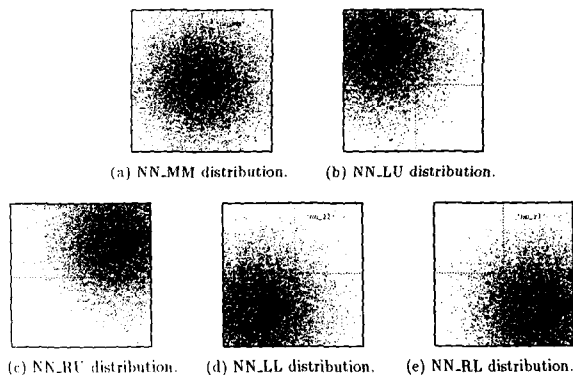 (a) NN_MM distribution.
(b) NN_LU distribution.
(c) NN_RU distribution.
(d) NN_LL distribution.
(e) NN_RL distribution.